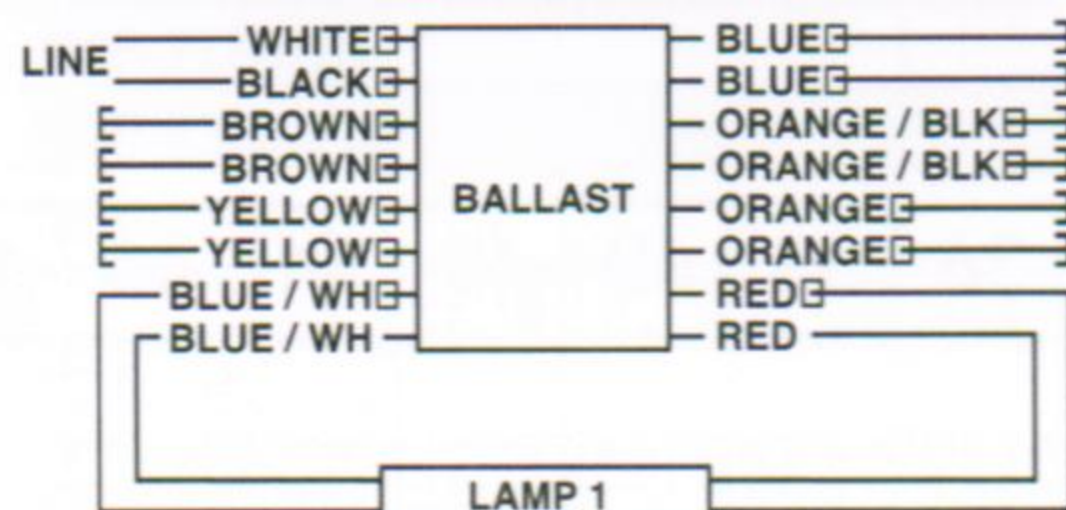 LINE
WHITE
BLACK
BROWN
BROWN
YELLOW
YELLOW
BLUE / WH
BLUE / WH
BALLAST
BLUE
BLUE
ORANGE / BLK
ORANGE / BLK
ORANGE
ORANGE
RED
RED
LAMP 1